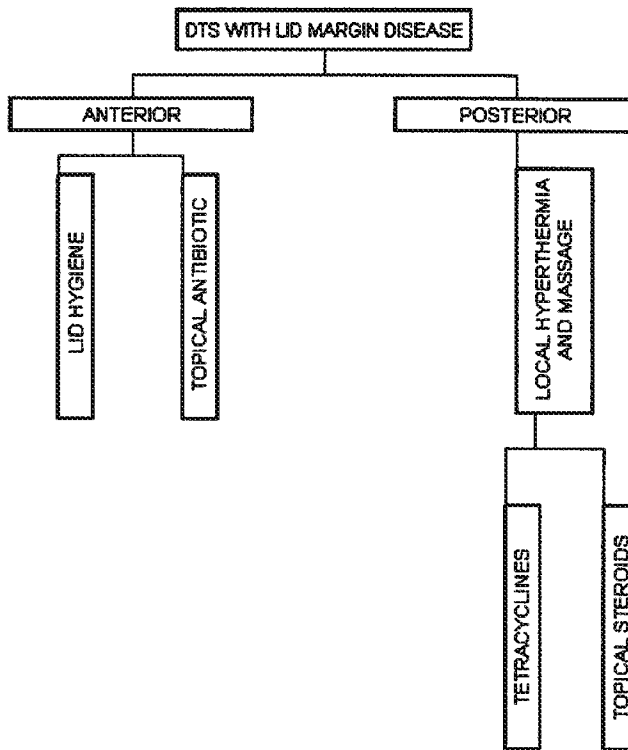 DTS WITH LID MARGIN DISEASE
ANTERIOR
POSTERIOR
LID HYGIENE
TOPICAL ANTIBIOTIC
LOCAL HYPERTHERMIA
AND MASSAGE
TETRACYCLINES
TOPICAL STEROIDS